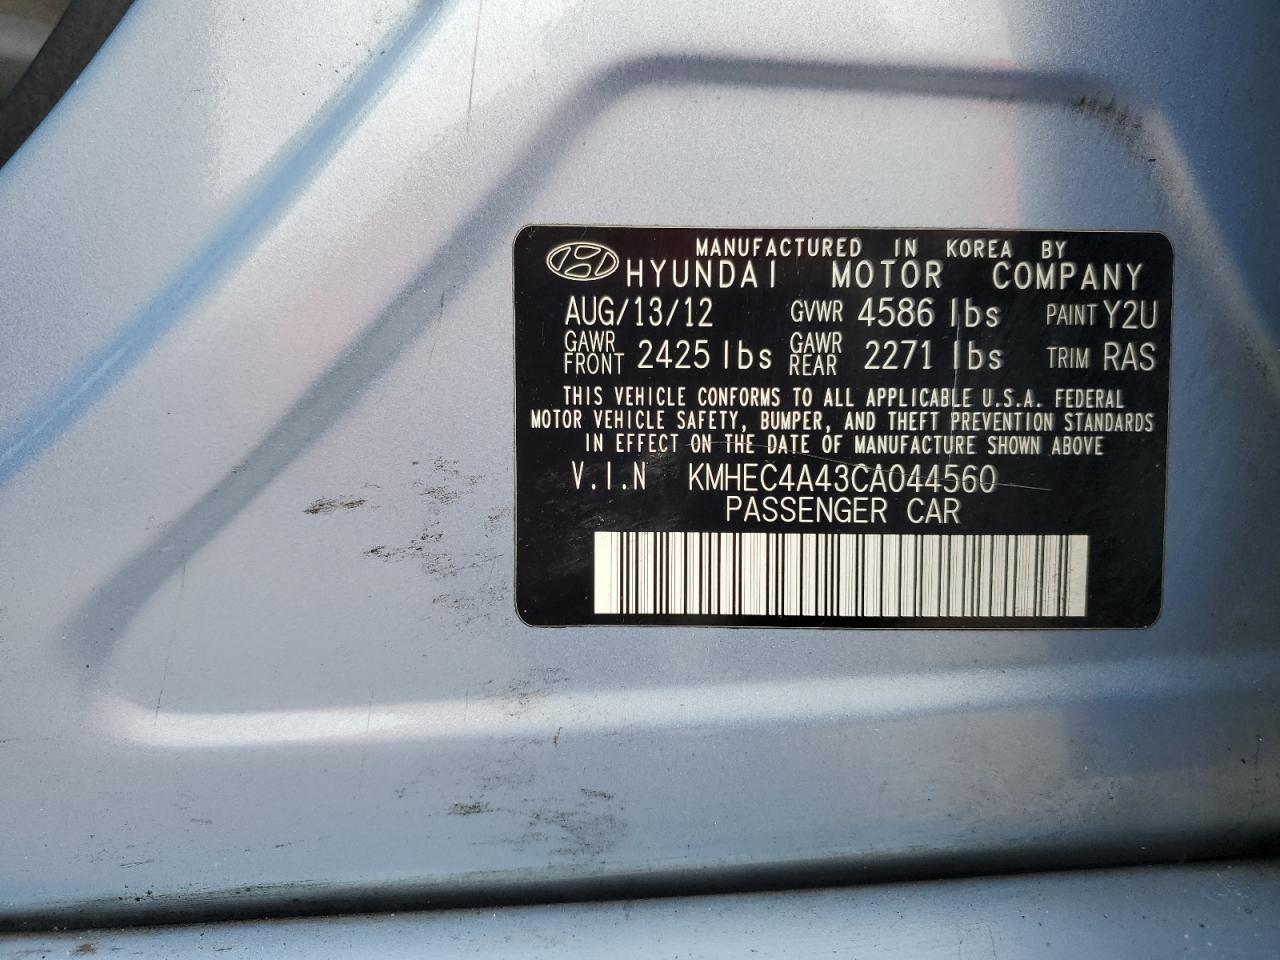 MANUFACTURED IN KOREA BY
HYUNDAI MOTOR COMPANY
AUG/13/12 GVWR 4586 lbs PAINT Y2U
GAWR FRONT 2425 lbs GAWR REAR 2271 lbs TRIM RAS
THIS VEHICLE CONFORMS TO ALL APPLICABLE U.S.A. FEDERAL
MOTOR VEHICLE SAFETY, BUMPER, AND THEFT PREVENTION STANDARDS
IN EFFECT ON THE DATE OF MANUFACTURE SHOWN ABOVE
V.I.N KMHEC4A43CA044560
PASSENGER CAR